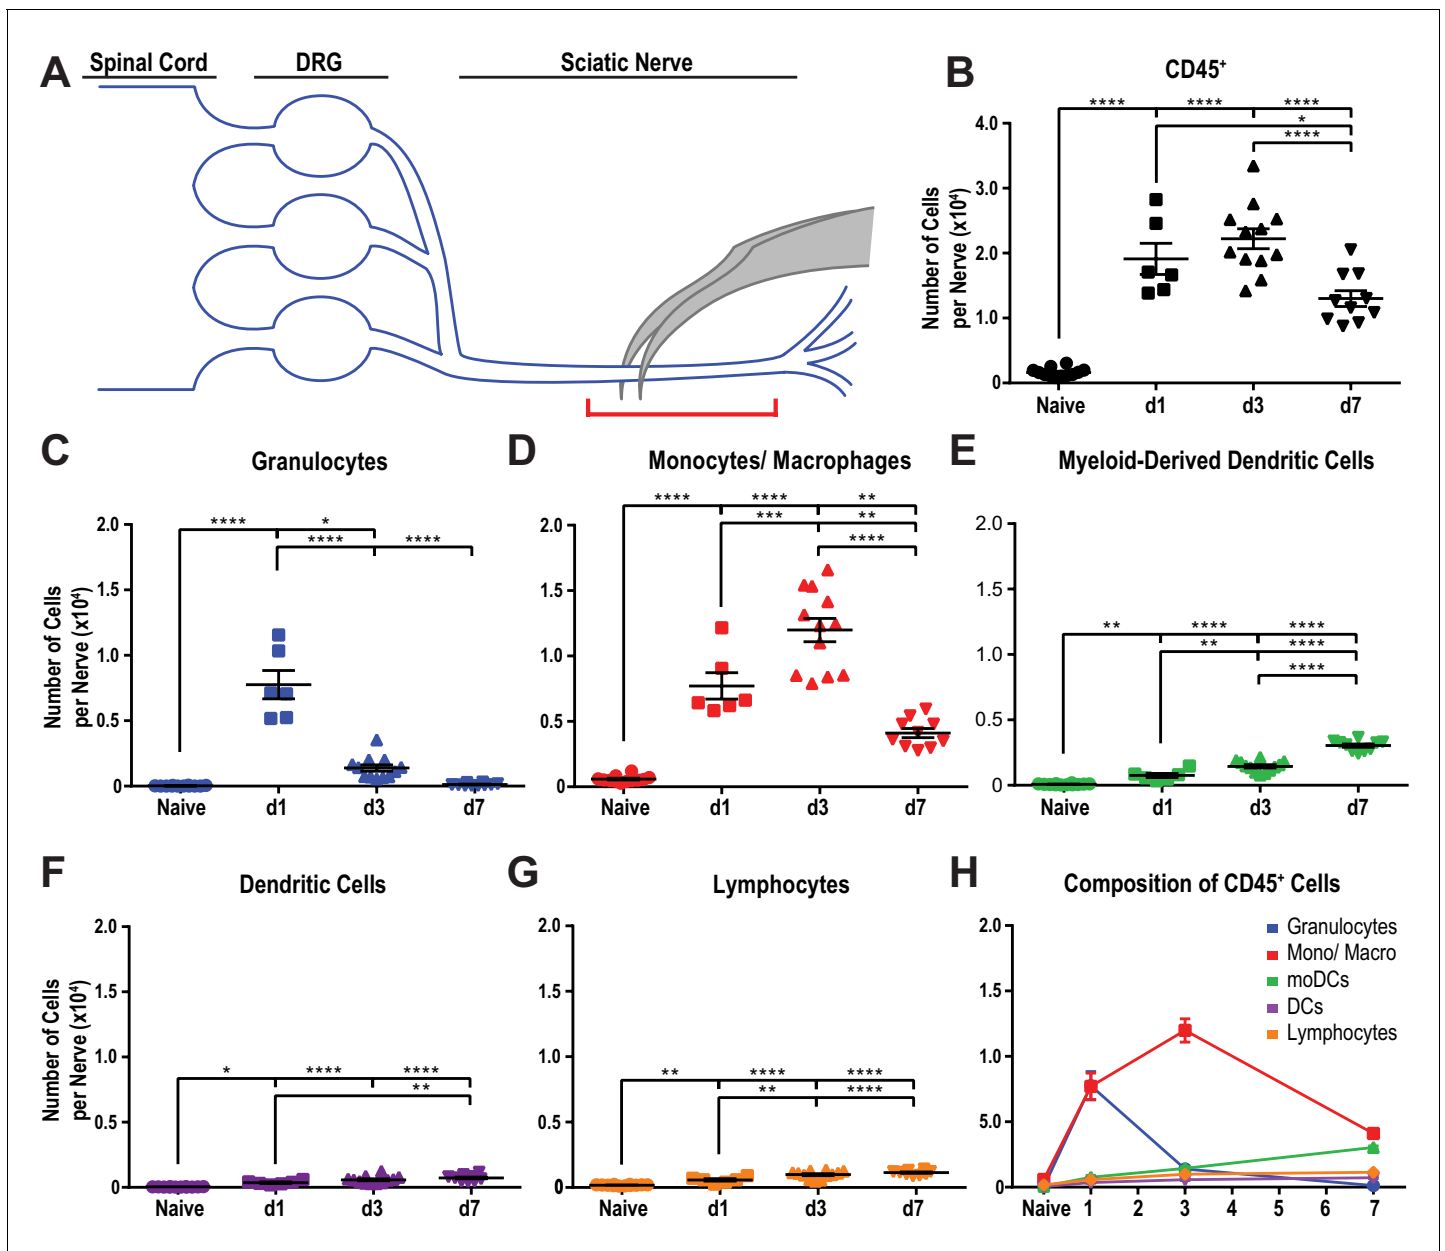 A
Spinal Cord
DRG
Sciatic Nerve
B
CD45+
****
****
****
*
****
4.0
3.0
2.0
1.0
0
Number of Cells
per Nerve (x10⁴)
Naive
d1
d3
d7
C
Granulocytes
****
*
****
****
2.0
1.5
1.0
0.5
0
Number of Cells
per Nerve (x10⁴)
Naive
d1
d3
d7
D
Monocytes/ Macrophages
****
****
**
***
**
****
2.0
1.5
1.0
0.5
0
Naive
d1
d3
d7
E
Myeloid-Derived Dendritic Cells
**
****
****
**
****
****
2.0
1.5
1.0
0.5
0
Naive
d1
d3
d7
F
Dendritic Cells
*
****
****
**
2.0
1.5
1.0
0.5
0
Number of Cells
per Nerve (x10⁴)
Naive
d1
d3
d7
G
Lymphocytes
**
****
****
**
****
2.0
1.5
1.0
0.5
0
Naive
d1
d3
d7
H
Composition of CD45+ Cells
Granulocytes
Mono/ Macro
moDCs
DCs
Lymphocytes
2.0
1.5
1.0
5.0
0
Naive 1 2 3 4 5 6 7